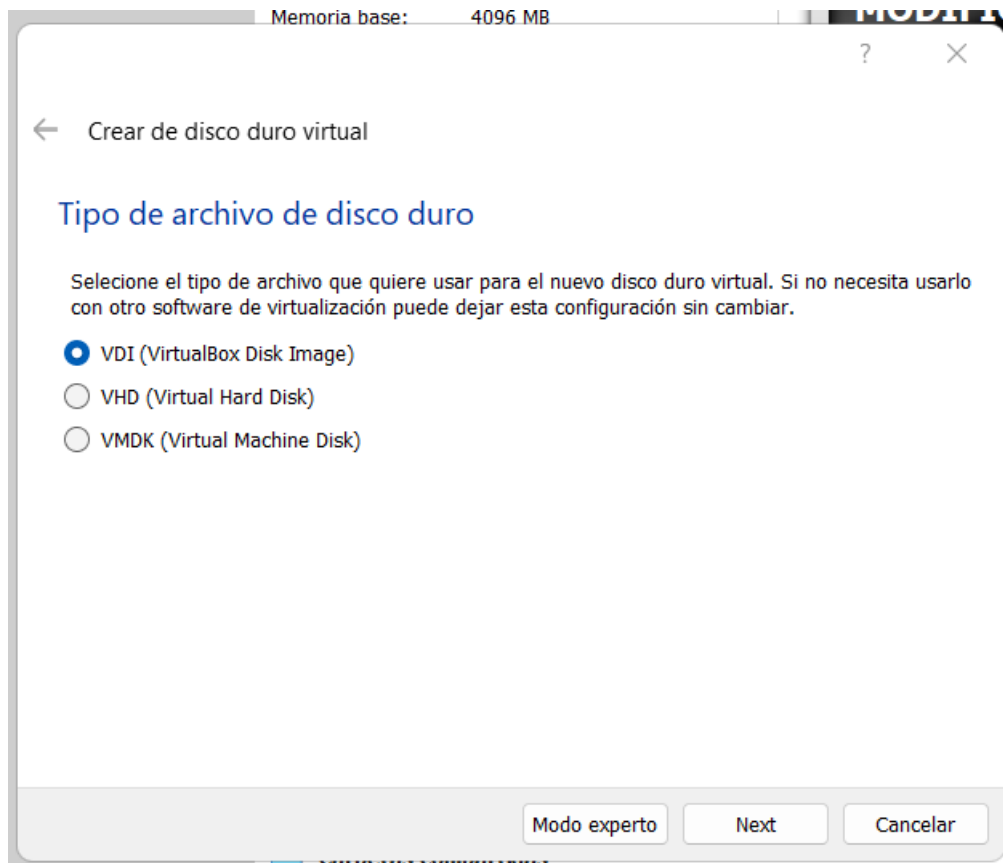 Memoria base: 4096 MB
?
Crear de disco duro virtual
Tipo de archivo de disco duro
Selecione el tipo de archivo que quiere usar para el nuevo disco duro virtual. Si no necesita usarlo
con otro software de virtualización puede dejar esta configuración sin cambiar.
VDI (VirtualBox Disk Image)
VHD (Virtual Hard Disk)
VMDK (Virtual Machine Disk)
Modo experto Next Cancelar